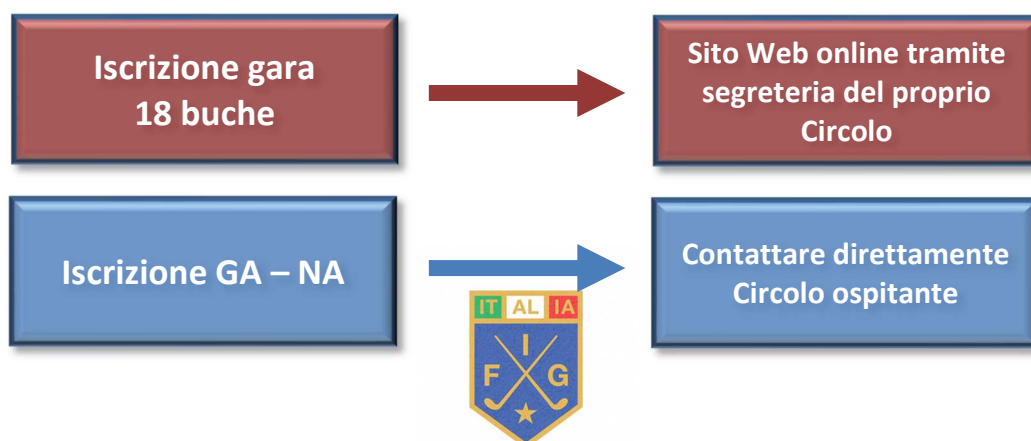 Iscrizione gara
18 buche
Sito Web online tramite
segreteria del proprio
Circolo
Iscrizione GA – NA
Contattare direttamente
Circolo ospitante
IT AL IA
I
F G